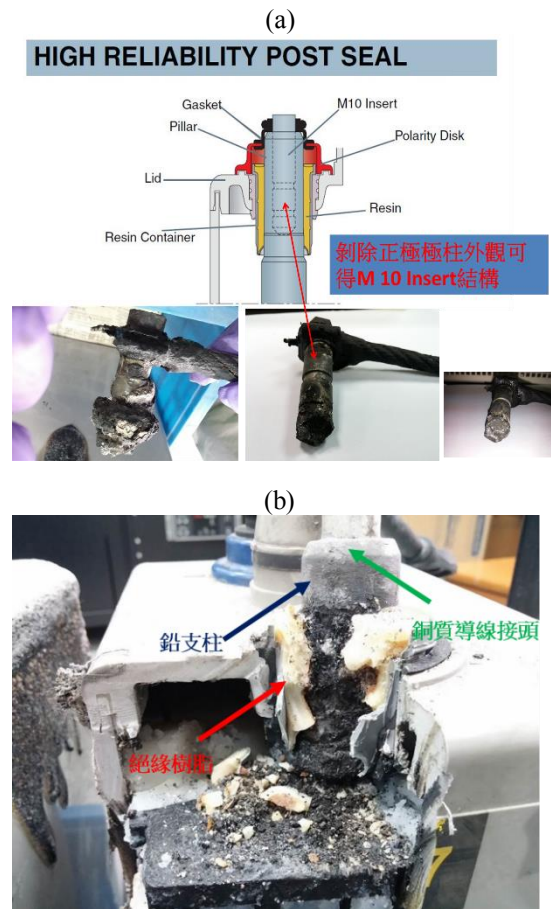 (a)
HIGH RELIABILITY POST SEAL
Gasket
M10 Insert
Pillar
Polarity Disk
Lid
Resin
Resin Container
剝除正極極柱外觀可
得M 10 Insert結構
(b)
鉛支柱
銅質導線接頭
絕緣樹脂
7